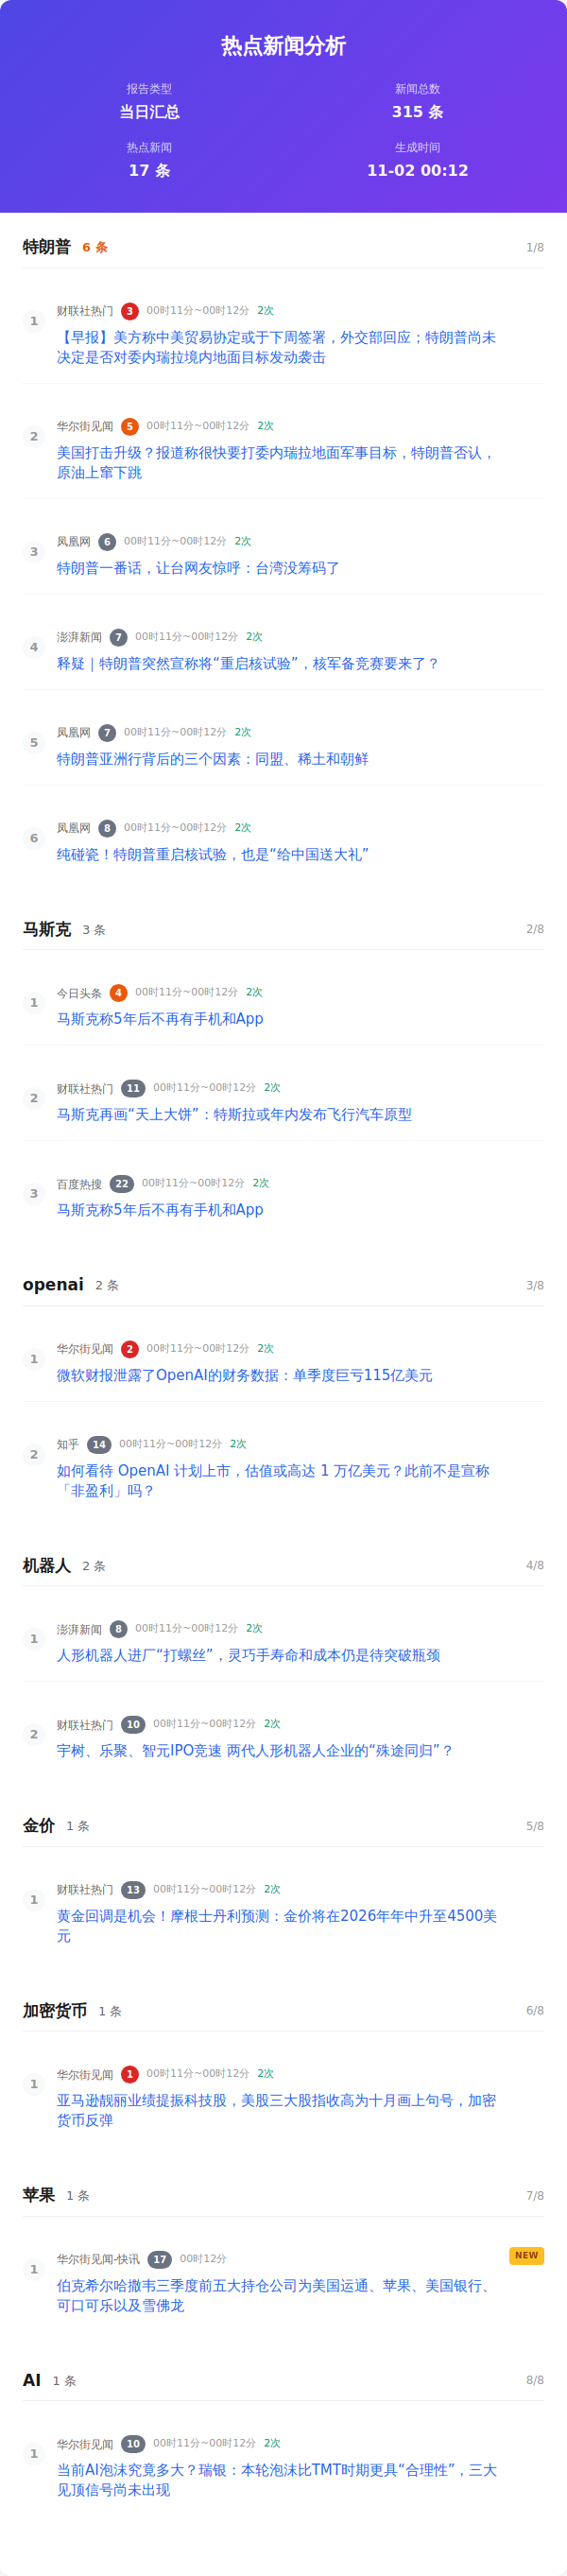 热点新闻分析
报告类型
当日汇总
新闻总数
315 条
热点新闻
17 条
生成时间
11-02 00:12
特朗普 6 条 1/8
1
财联社热门 3 00时11分~00时12分 2次
【早报】美方称中美贸易协定或于下周签署，外交部回应；特朗普尚未
决定是否对委内瑞拉境内地面目标发动袭击
2
华尔街见闻 5 00时11分~00时12分 2次
美国打击升级？报道称很快要打委内瑞拉地面军事目标，特朗普否认，
原油上窜下跳
3
凤凰网 6 00时11分~00时12分 2次
特朗普一番话，让台网友惊呼：台湾没筹码了
4
澎湃新闻 7 00时11分~00时12分 2次
释疑｜特朗普突然宣称将“重启核试验”，核军备竞赛要来了？
5
凤凰网 7 00时11分~00时12分 2次
特朗普亚洲行背后的三个因素：同盟、稀土和朝鲜
6
凤凰网 8 00时11分~00时12分 2次
纯碰瓷！特朗普重启核试验，也是“给中国送大礼”
马斯克 3 条 2/8
1
今日头条 4 00时11分~00时12分 2次
马斯克称5年后不再有手机和App
2
财联社热门 11 00时11分~00时12分 2次
马斯克再画“天上大饼”：特斯拉或年内发布飞行汽车原型
3
百度热搜 22 00时11分~00时12分 2次
马斯克称5年后不再有手机和App
openai 2 条 3/8
1
华尔街见闻 2 00时11分~00时12分 2次
微软财报泄露了OpenAI的财务数据：单季度巨亏115亿美元
2
知乎 14 00时11分~00时12分 2次
如何看待 OpenAI 计划上市，估值或高达 1 万亿美元？此前不是宣称
「非盈利」吗？
机器人 2 条 4/8
1
澎湃新闻 8 00时11分~00时12分 2次
人形机器人进厂“打螺丝”，灵巧手寿命和成本仍是待突破瓶颈
2
财联社热门 10 00时11分~00时12分 2次
宇树、乐聚、智元IPO竞速 两代人形机器人企业的“殊途同归”？
金价 1 条 5/8
1
财联社热门 13 00时11分~00时12分 2次
黄金回调是机会！摩根士丹利预测：金价将在2026年年中升至4500美
元
加密货币 1 条 6/8
1
华尔街见闻 1 00时11分~00时12分 2次
亚马逊靓丽业绩提振科技股，美股三大股指收高为十月画上句号，加密
货币反弹
苹果 1 条 7/8
1
华尔街见闻-快讯 17 00时12分 NEW
伯克希尔哈撒韦三季度前五大持仓公司为美国运通、苹果、美国银行、
可口可乐以及雪佛龙
AI 1 条 8/8
1
华尔街见闻 10 00时11分~00时12分 2次
当前AI泡沫究竟多大？瑞银：本轮泡沫比TMT时期更具“合理性”，三大
见顶信号尚未出现